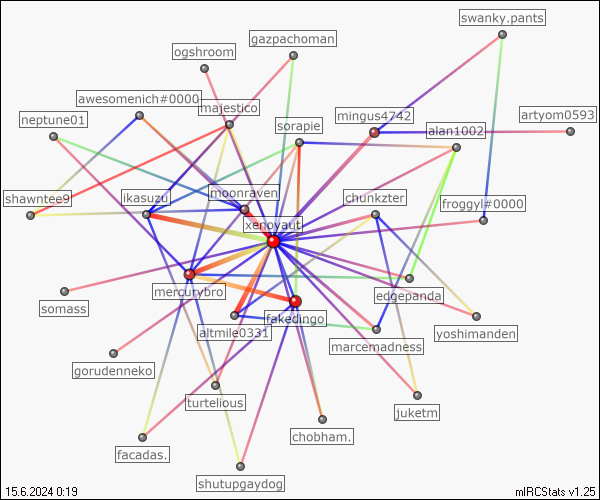 swanky.pants
gazpachoman
ogshroom
awesomenich#0000
majestico
mingus4742
artyom0593
neptune01
sorapie
alan1002
shawntee9
ikasuzu
moonraven
chunkzter
froggyl#0000
xenoyaut
mercurybro
edgepanda
somass
fakedingo
altmile0331
yoshimanden
marcemadness
gorudenneko
turtelious
juketm
chobham.
facadas.
shutupgaydog
15.6.2024 0:19
mIRCStats v1.25